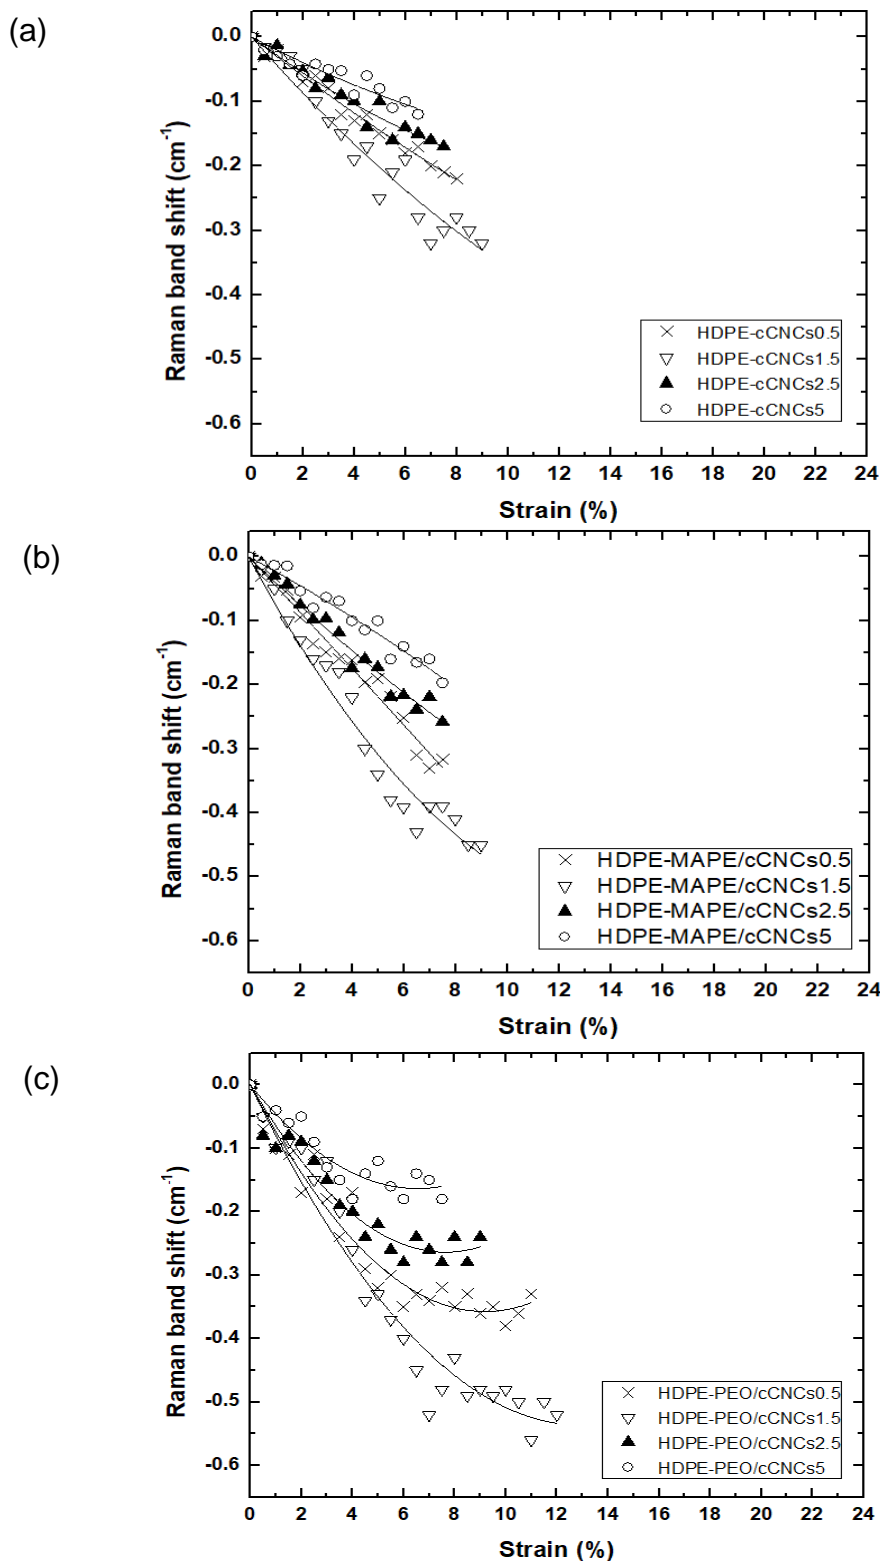 (a)
0.0
-0.1
-0.2
-0.3
-0.4
-0.5
-0.6
Raman band shift (cm-1)
HDPE-cCNCs0.5
HDPE-cCNCs1.5
HDPE-cCNCs2.5
HDPE-cCNCs5
0 2 4 6 8 10 12 14 16 18 20 22 24
Strain (%)
(b)
0.0
-0.1
-0.2
-0.3
-0.4
-0.5
-0.6
Raman band shift (cm-1)
HDPE-MAPE/cCNCs0.5
HDPE-MAPE/cCNCs1.5
HDPE-MAPE/cCNCs2.5
HDPE-MAPE/cCNCs5
0 2 4 6 8 10 12 14 16 18 20 22 24
Strain (%)
(c)
0.0
-0.1
-0.2
-0.3
-0.4
-0.5
-0.6
Raman band shift (cm-1)
HDPE-PEO/cCNCs0.5
HDPE-PEO/cCNCs1.5
HDPE-PEO/cCNCs2.5
HDPE-PEO/cCNCs5
0 2 4 6 8 10 12 14 16 18 20 22 24
Strain (%)